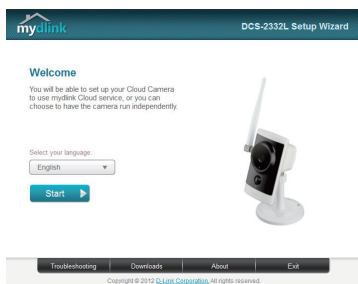 mydlink
DCS-2332L Setup Wizard
Welcome
You will be able to set up your Cloud Camera
to use mydlink Cloud service, or you can
choose to have the camera run independently.
Select your language:
English
Start
Troubleshooting
Downloads
About
Exit
Copyright © 2012 D-Link Corporation, All rights reserved.